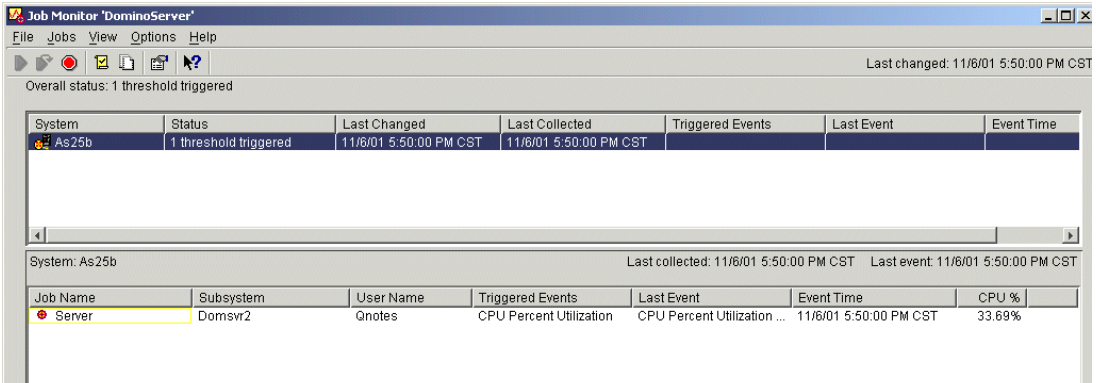 Job Monitor 'DominoServer'
File Jobs View Options Help
Last changed: 11/6/01 5:50:00 PM CST
Overall status: 1 threshold triggered
System Status Last Changed Last Collected Triggered Events Last Event Event Time
As25b 1 threshold triggered 11/6/01 5:50:00 PM CST 11/6/01 5:50:00 PM CST
System: As25b Last collected: 11/6/01 5:50:00 PM CST Last event: 11/6/01 5:50:00 PM CST
Job Name Subsystem User Name Triggered Events Last Event Event Time CPU %
Server Domsvr2 Qnotes CPU Percent Utilization CPU Percent Utilization ... 11/6/01 5:50:00 PM CST 33.69%